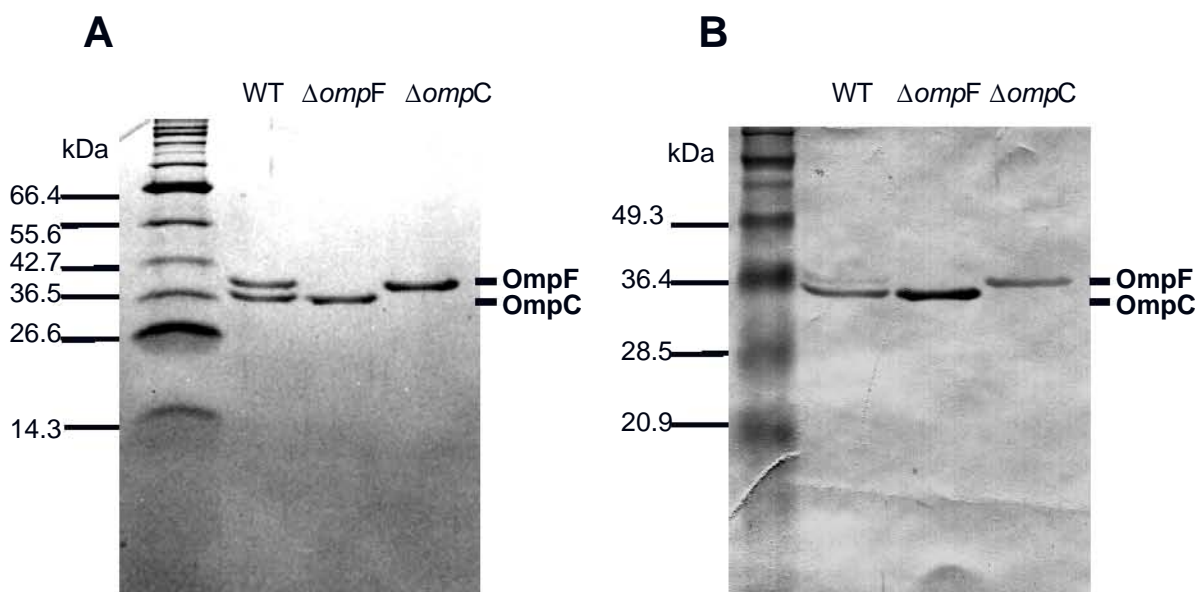 A
WT ΔompF ΔompC
kDa
66.4
55.6
42.7
36.5
26.6
14.3
OmpF
OmpC
B
WT ΔompF ΔompC
kDa
49.3
36.4
28.5
20.9
OmpF
OmpC